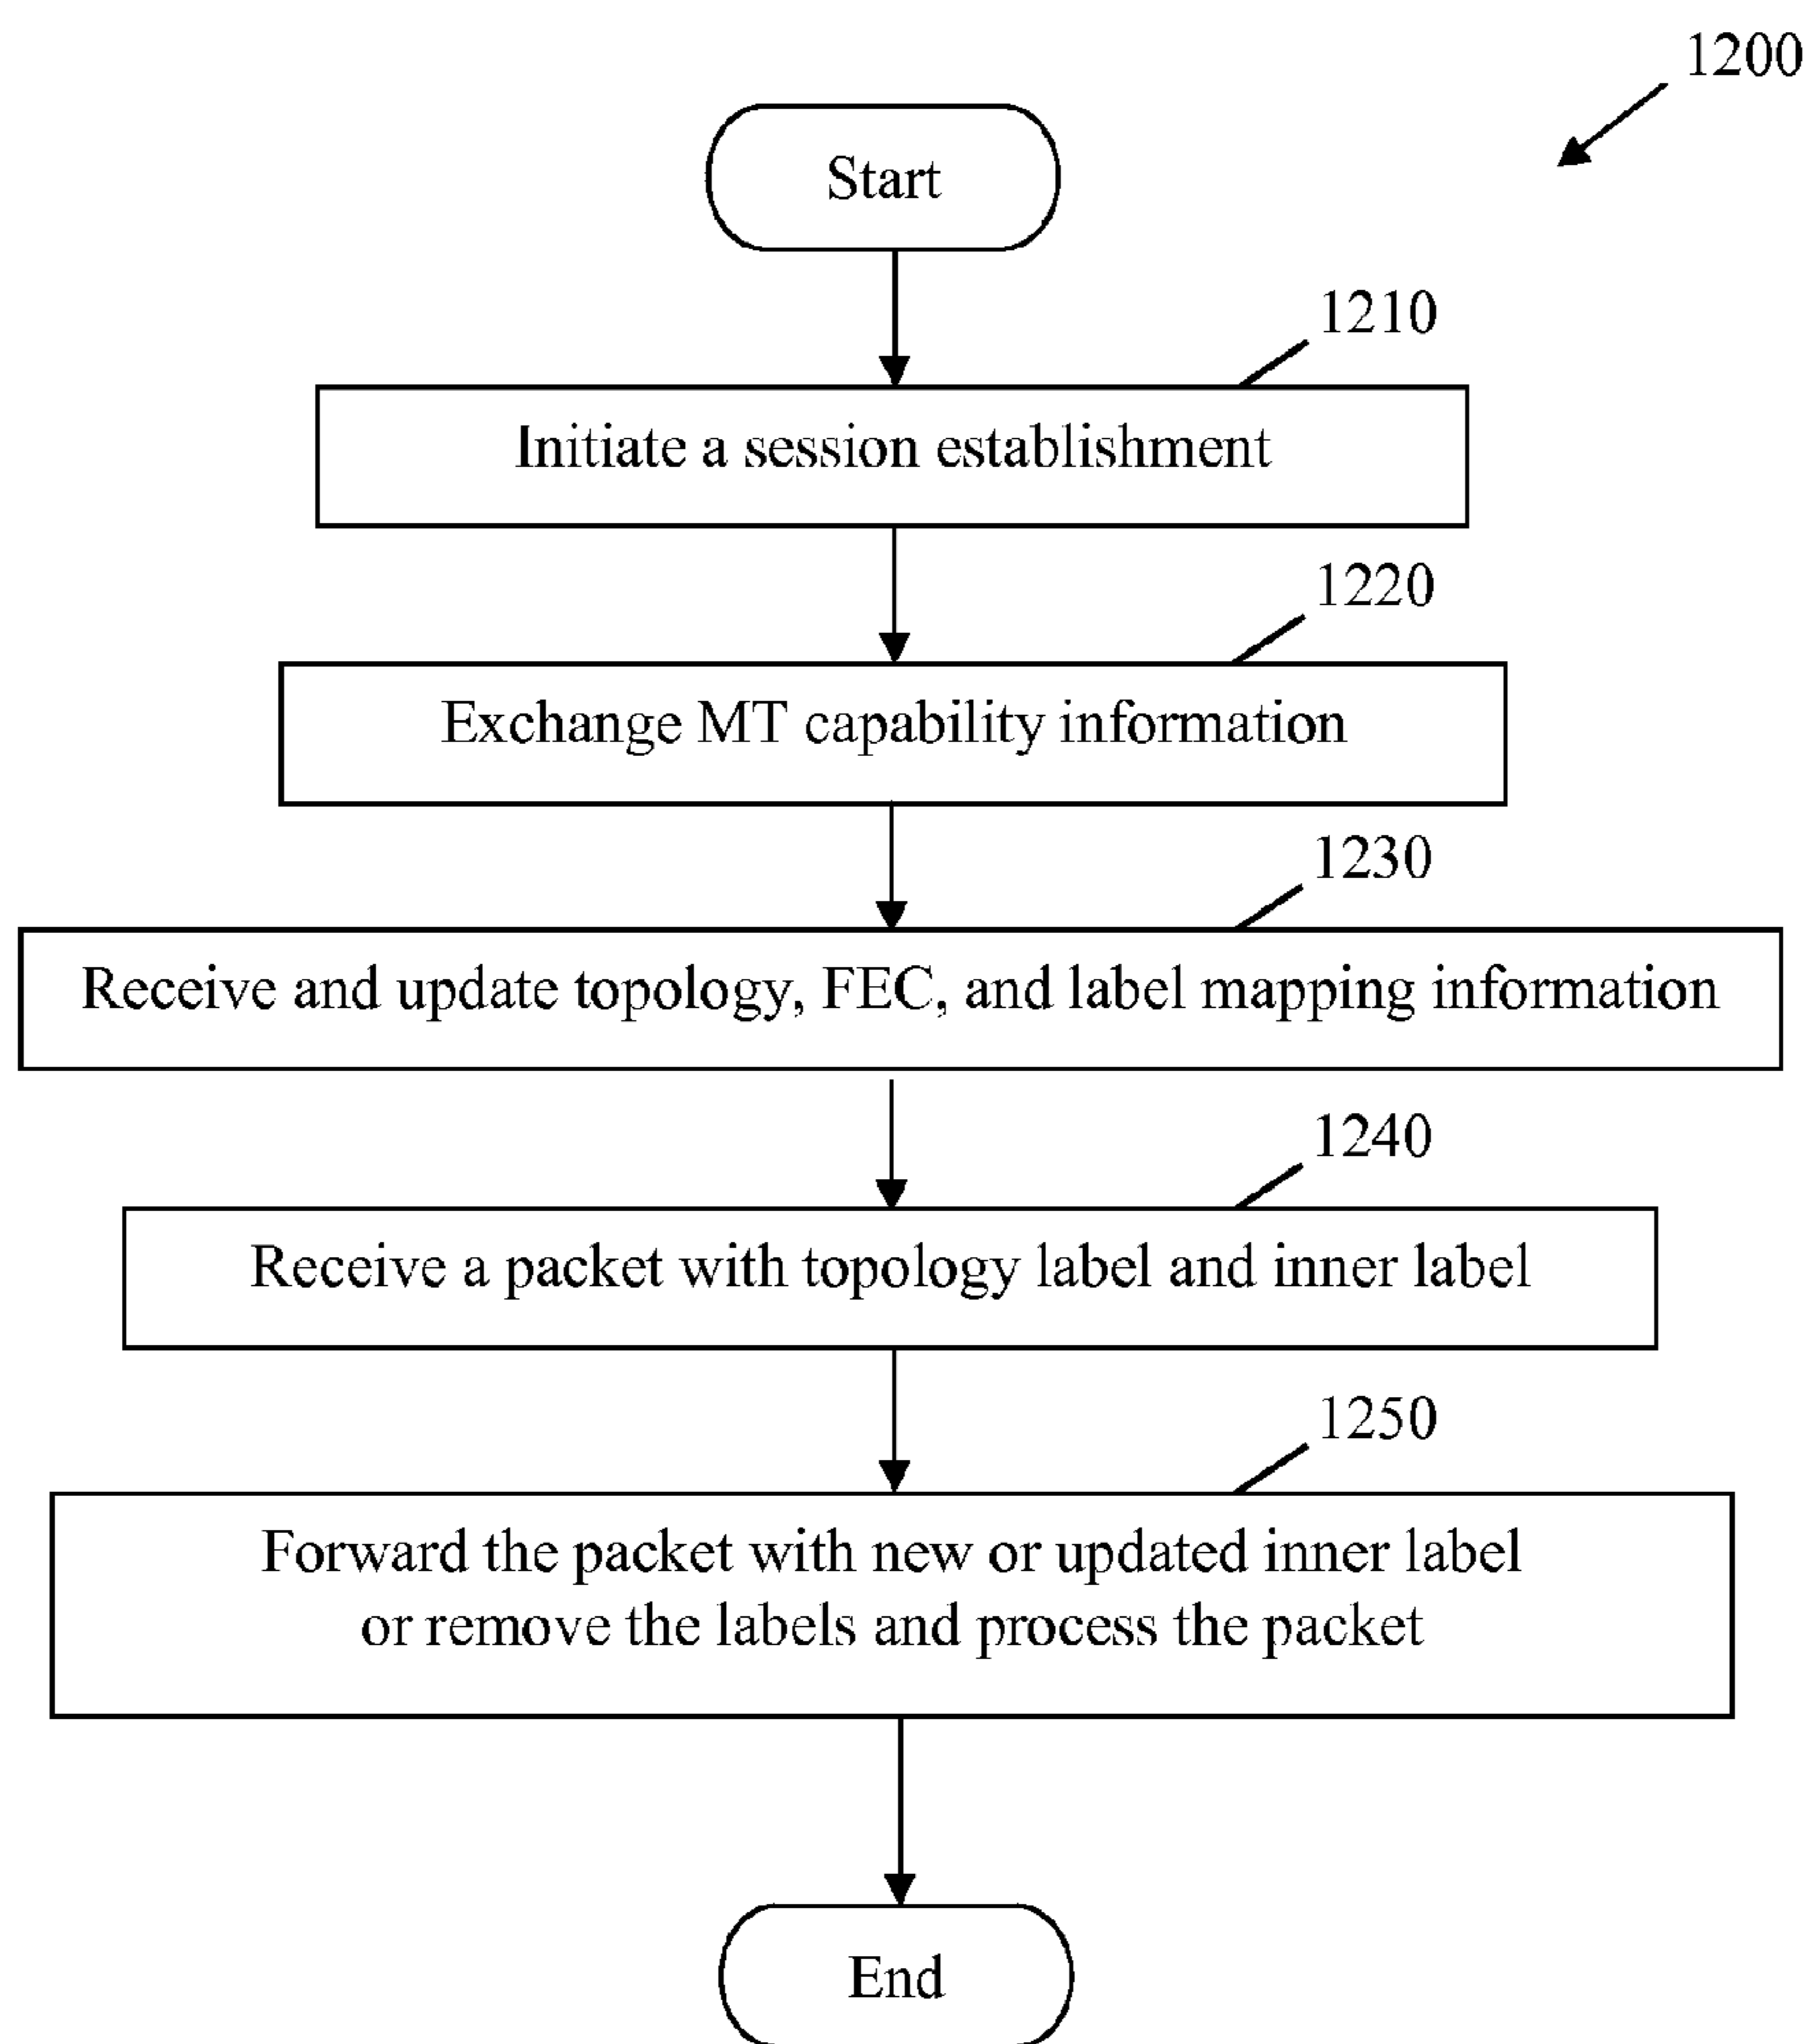 1200
Start
1210
Initiate a session establishment
1220
Exchange MT capability information
1230
Receive and update topology, FEC, and label mapping information
1240
Receive a packet with topology label and inner label
1250
Forward the packet with new or updated inner label
or remove the labels and process the packet
End